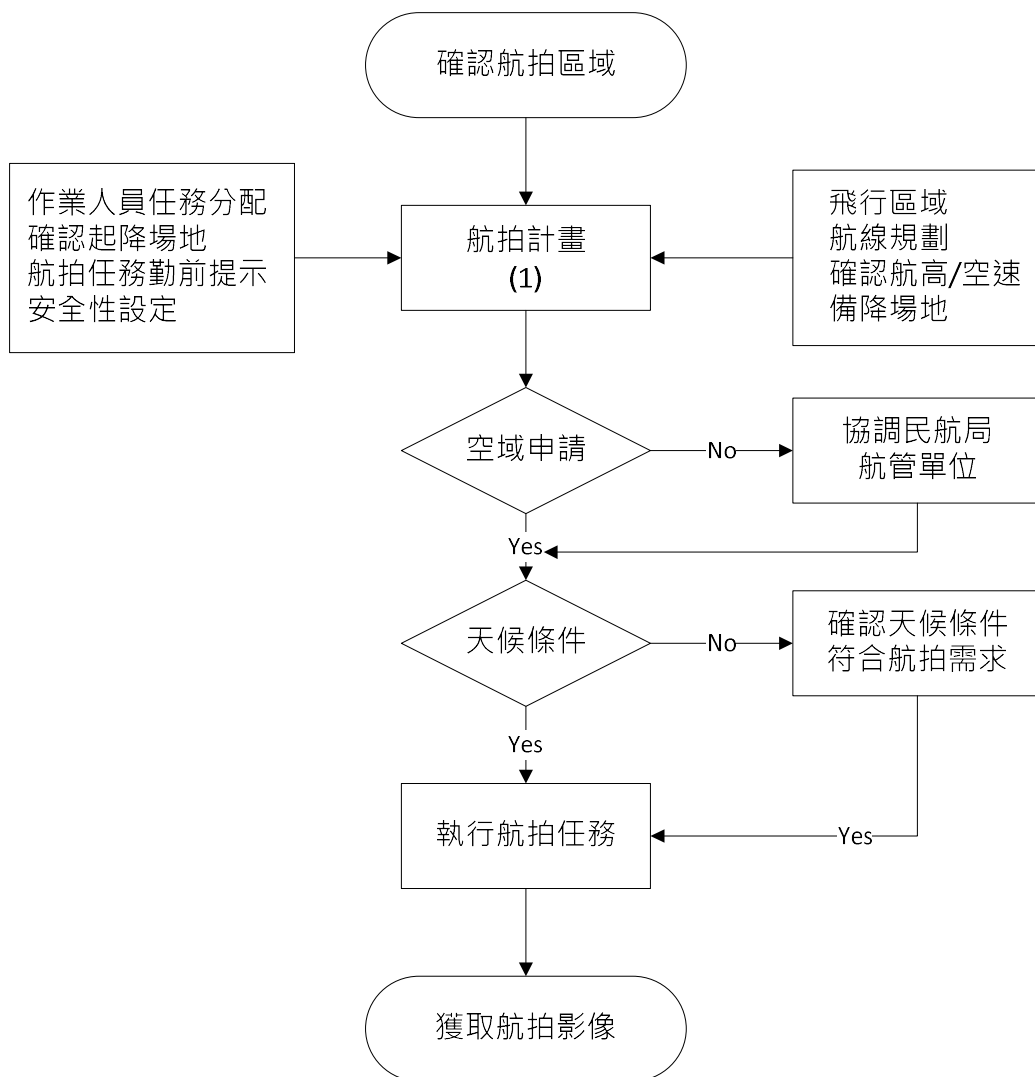 確認航拍區域
作業人員任務分配
確認起降場地
航拍任務勤前提示
安全性設定
航拍計畫
(1)
飛行區域
航線規劃
確認航高/空速
備降場地
空域申請
No
協調民航局
航管單位
Yes
天候條件
No
確認天候條件
符合航拍需求
Yes
執行航拍任務
Yes
獲取航拍影像